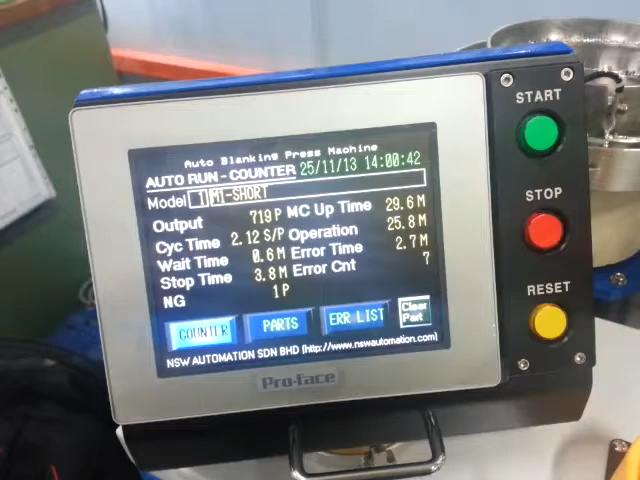 Auto Blanking Press Machine
AUTO RUN - COUNTER 25/11/13 14:00:42
Model 1 M1-SHORT
Output 719 P MC Up Time 29.6 M
Cyc Time 2.12 S/P Operation 25.8 M
Wait Time 0.6 M Error Time 2.7 M
Stop Time 3.8 M Error Cnt 7
NG 1 P
COUNTER PARTS ERR LIST Clear Part
NSW AUTOMATION SDN BHD (http://www.nswautomation.com)
Pro-face
START
STOP
RESET